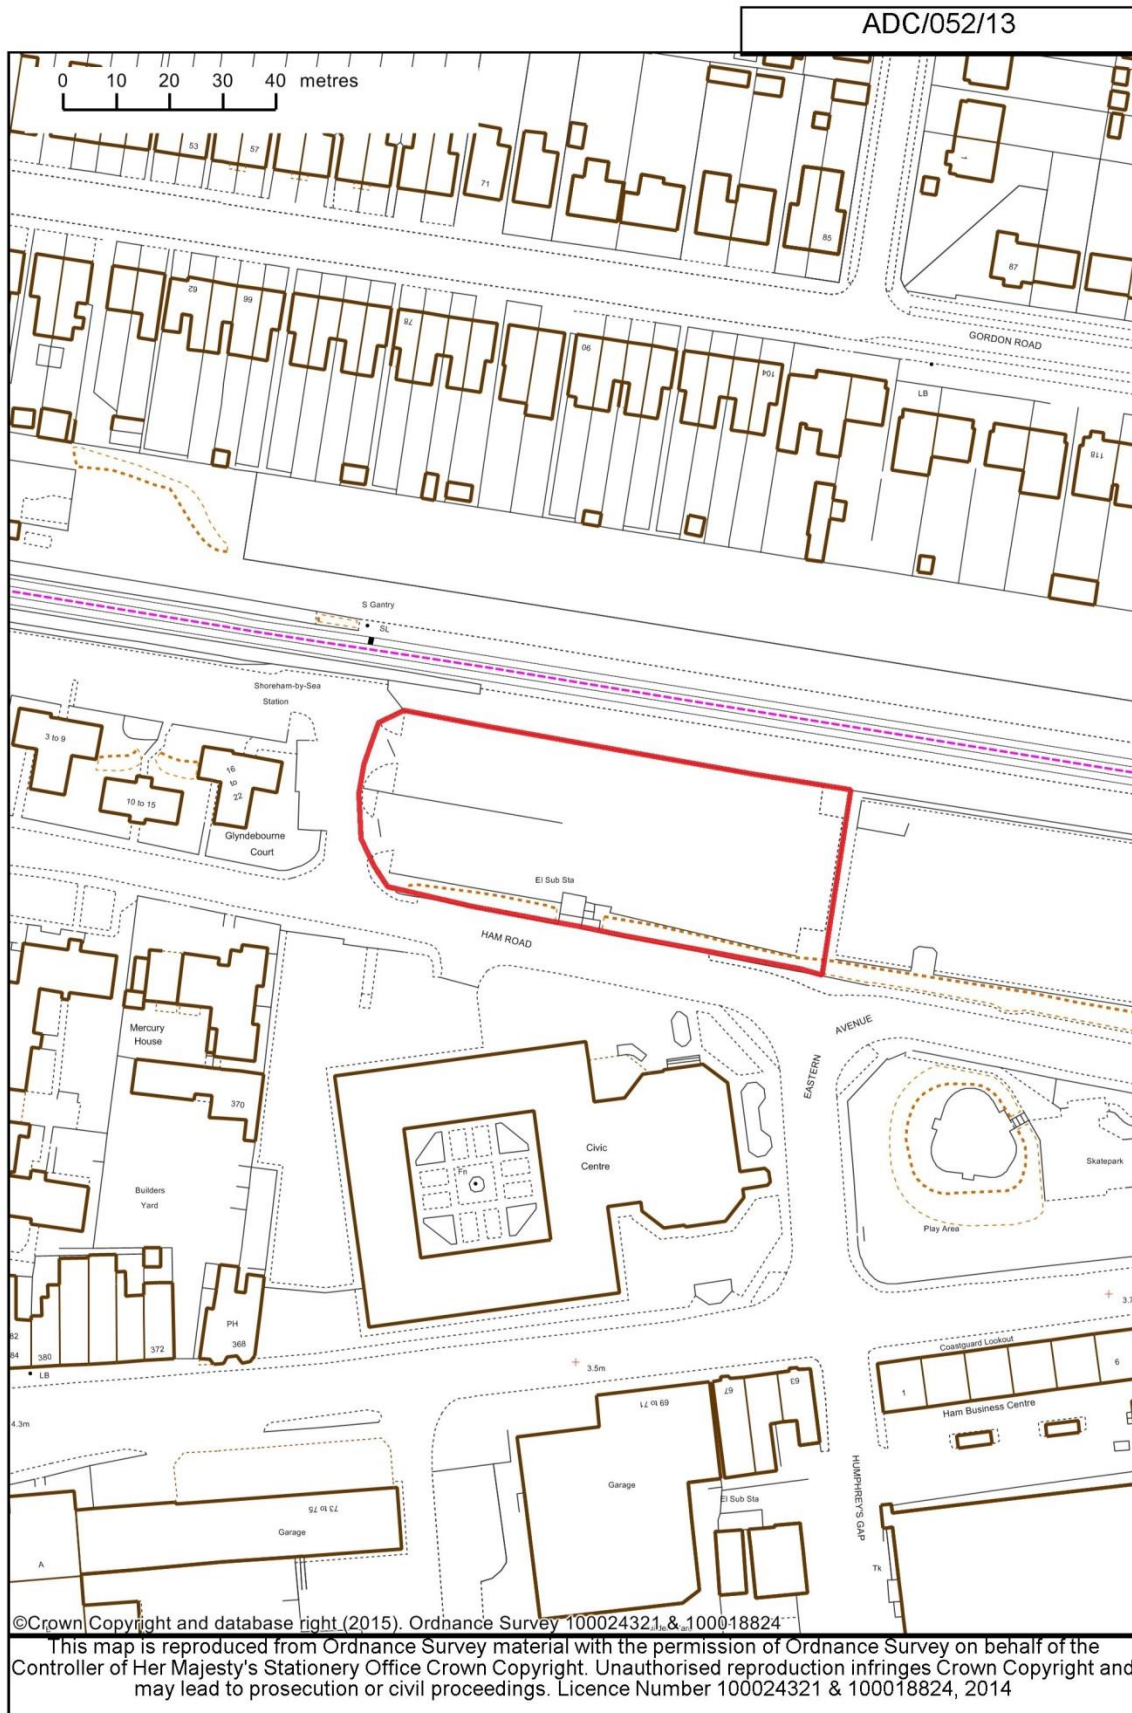 ADC/052/13
0 10 20 30 40 metres
53
57
71
85
1
87
GORDON ROAD
62
66
78
90
104
LB
118
S Gantry
SL
Shoreham-by-Sea
Station
3 to 9
16
to
22
10 to 15
Glyndebourne
Court
El Sub Sta
HAM ROAD
AVENUE
EASTERN
Mercury
House
370
Civic
Centre
Fn
Builders
Yard
Skatepark
Play Area
PH
368
82
84
380
372
LB
3.5m
4.3m
Coastguard Lookout
1
6
Ham Business Centre
69 to 71
67
63
Garage
El Sub Sta
HUMPHREY'S GAP
73 to 75
Garage
A
Tk
©Crown Copyright and database right (2015). Ordnance Survey 100024321 & 100018824
This map is reproduced from Ordnance Survey material with the permission of Ordnance Survey on behalf of the
Controller of Her Majesty's Stationery Office Crown Copyright. Unauthorised reproduction infringes Crown Copyright and
may lead to prosecution or civil proceedings. Licence Number 100024321 & 100018824, 2014